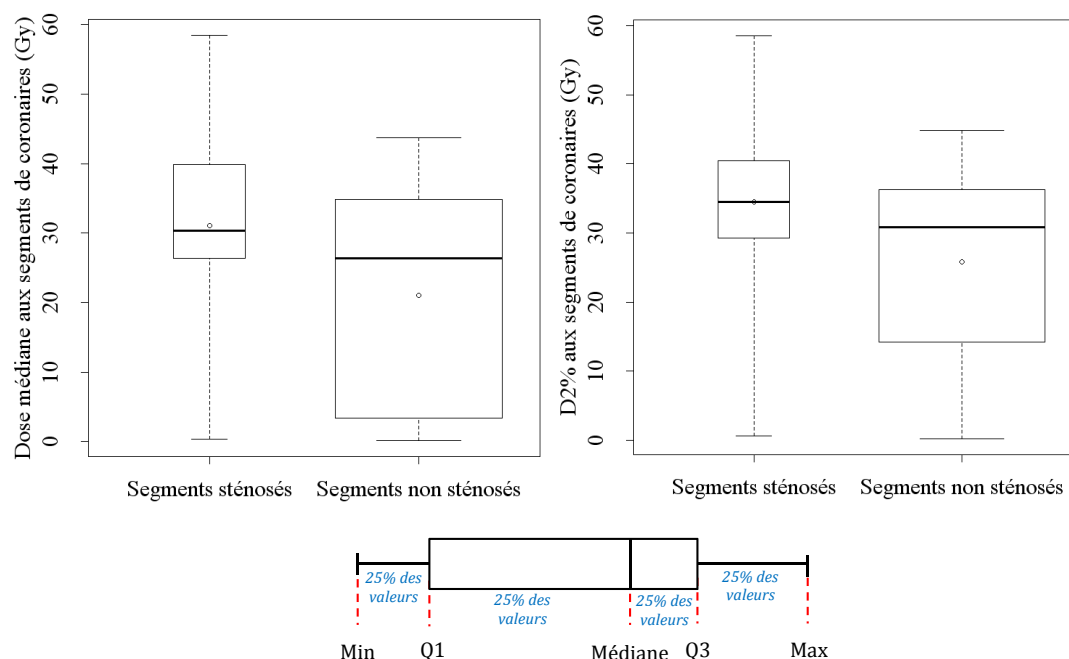 Dose médiane aux segments de coronaires (Gy)
60
50
40
30
20
10
0
Segments sténosés
Segments non sténosés
D2% aux segments de coronaires (Gy)
60
50
40
30
20
10
0
Segments sténosés
Segments non sténosés
25% des
valeurs
25% des
valeurs
25% des
valeurs
25% des
valeurs
Min
Q1
Médiane
Q3
Max